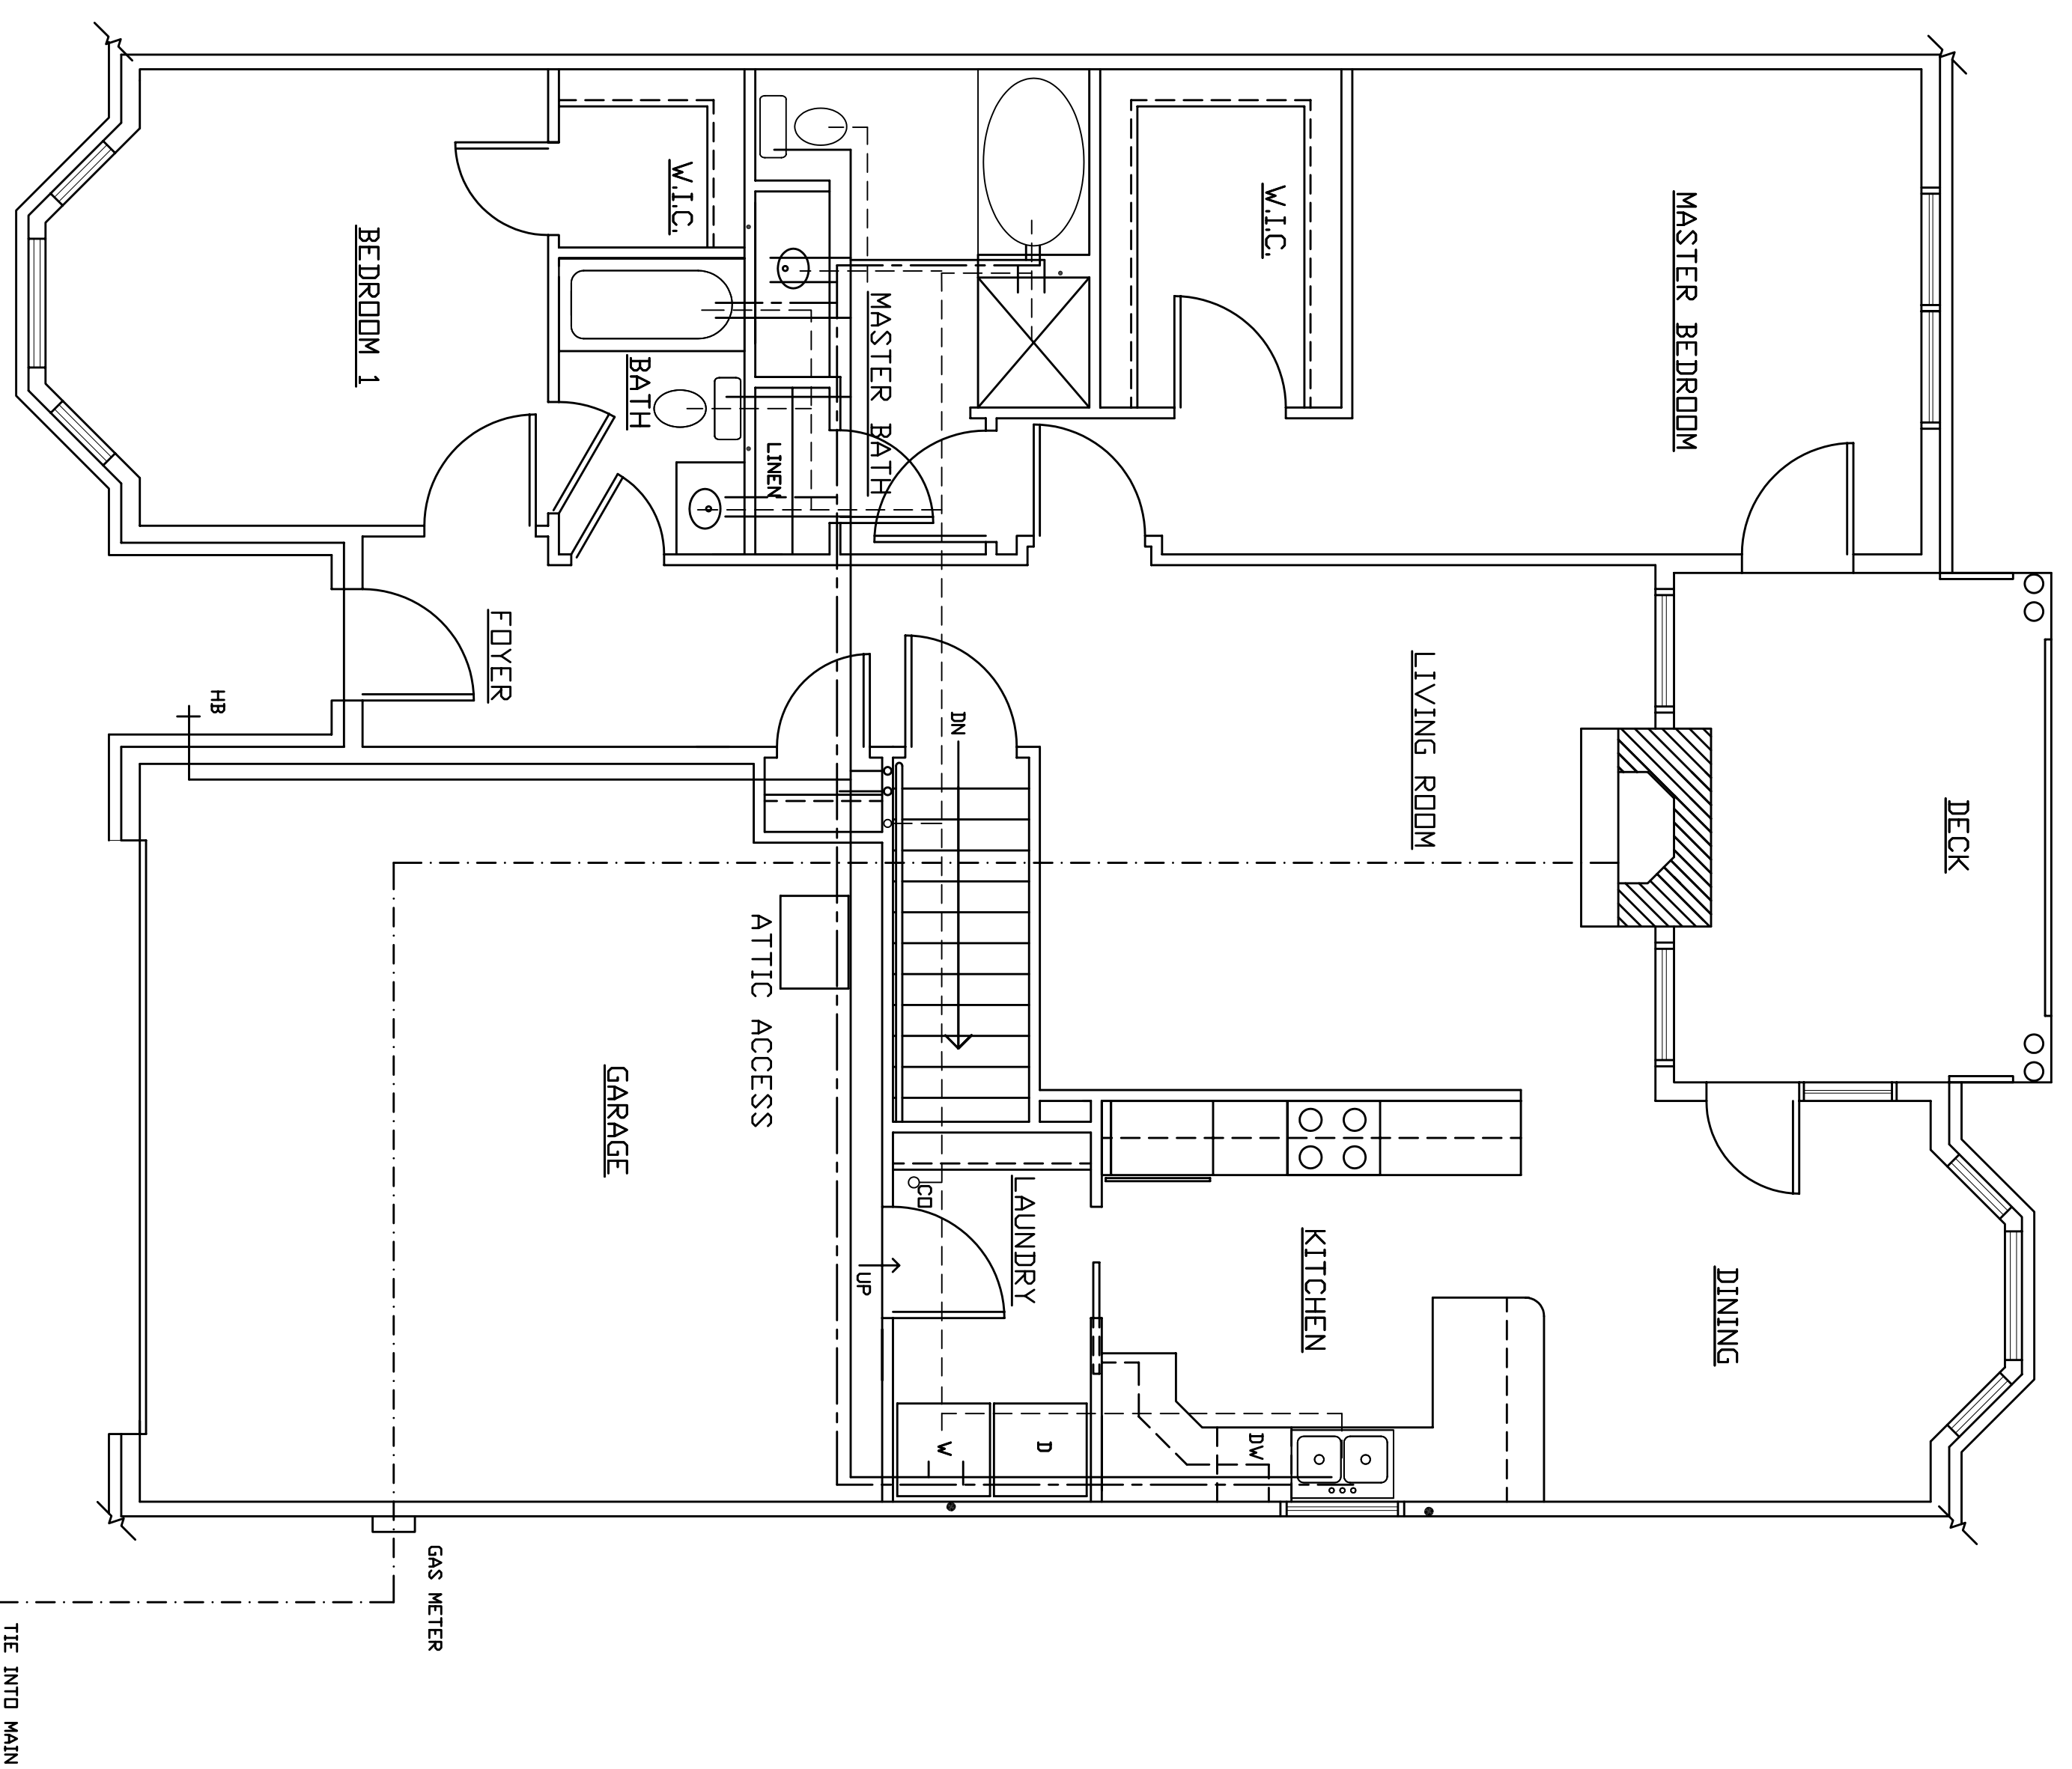 DECK
DINING
MASTER BEDROOM
LIVING ROOM
KITCHEN
W.I.C.
DW
D
LAUNDRY
DN
W
CO
MASTER BATH
UP
LINEN
ATTIC ACCESS
W.I.C.
BATH
GARAGE
FOYER
GAS METER
BEDROOM 1
HB
TIE INTO MAIN